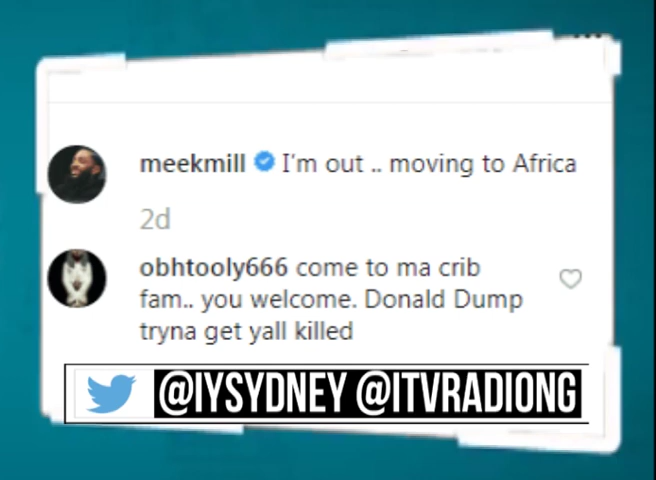 meekmill I'm out .. moving to Africa
2d
obhtooly666 come to ma crib
fam.. you welcome. Donald Dump
tryna get yall killed
@IYSYDNEY @ITVRADIONG